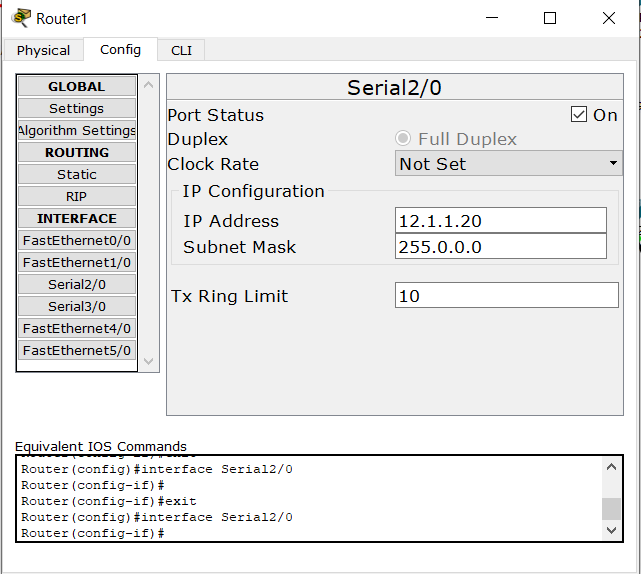 Router1
Physical Config CLI
GLOBAL
Settings
Algorithm Settings
ROUTING
Static
RIP
INTERFACE
FastEthernet0/0
FastEthernet1/0
Serial2/0
Serial3/0
FastEthernet4/0
FastEthernet5/0
Serial2/0
Port Status On
Duplex Full Duplex
Clock Rate Not Set
IP Configuration
IP Address 12.1.1.20
Subnet Mask 255.0.0.0
Tx Ring Limit 10
Equivalent IOS Commands
Router(config)#interface Serial2/0
Router(config-if)#
Router(config-if)#exit
Router(config)#interface Serial2/0
Router(config-if)#